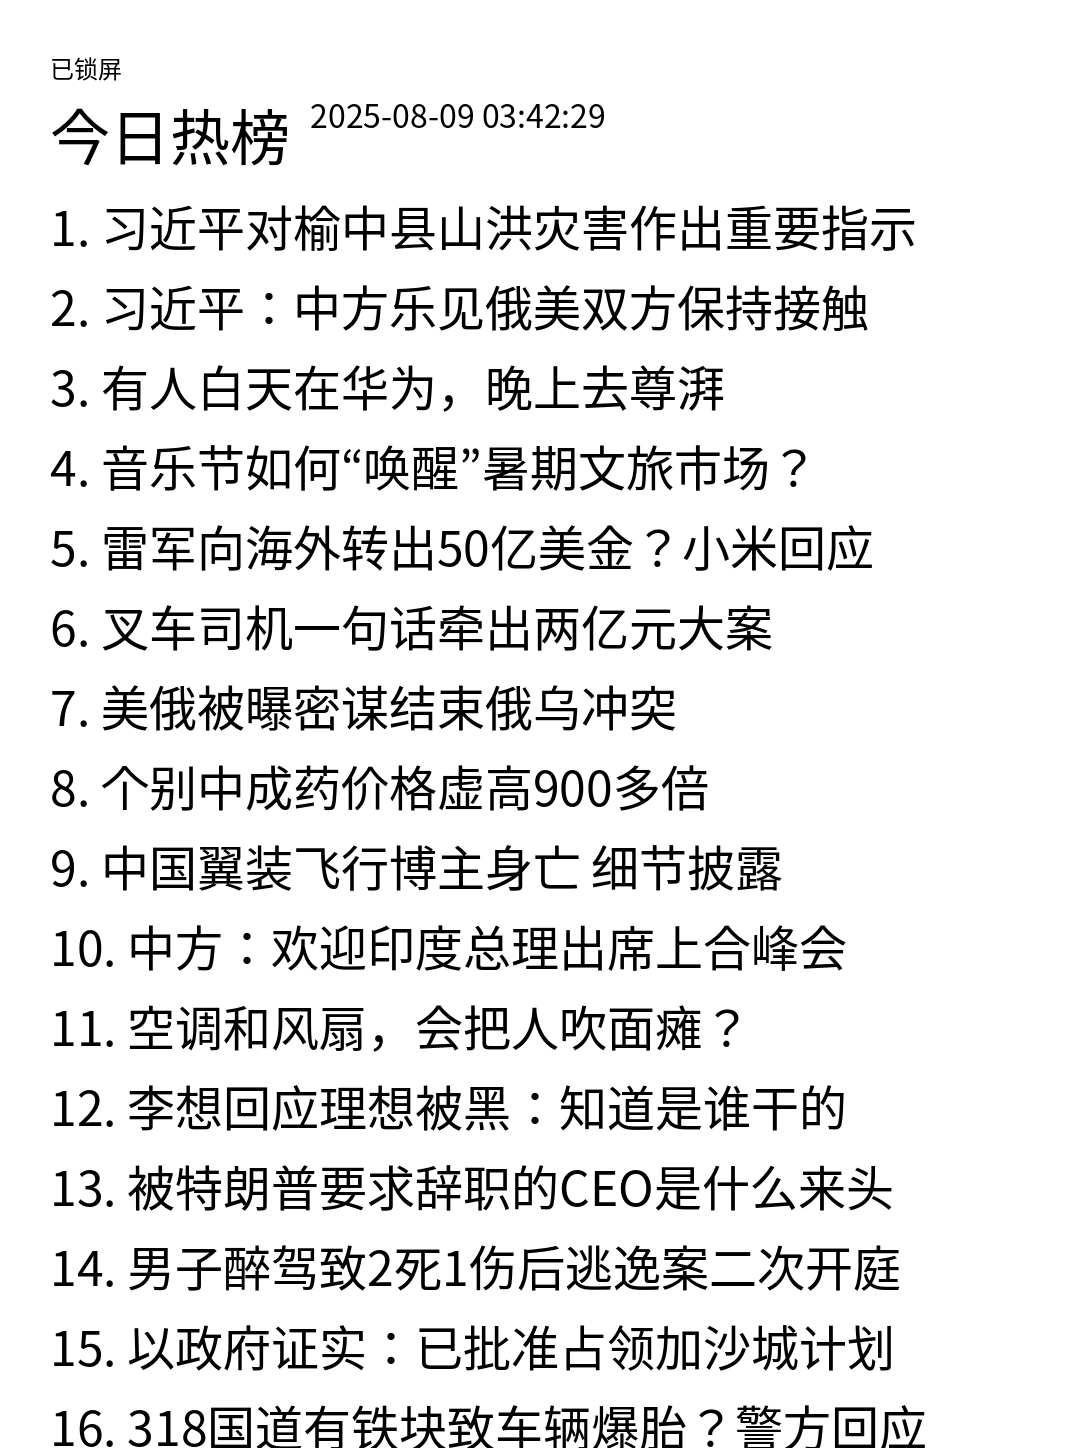 已锁屏
今日热榜 2025-08-09 03:42:29
1. 习近平对榆中县山洪灾害作出重要指示
2. 习近平：中方乐见俄美双方保持接触
3. 有人白天在华为，晚上去尊湃
4. 音乐节如何“唤醒”暑期文旅市场？
5. 雷军向海外转出50亿美金？小米回应
6. 叉车司机一句话牵出两亿元大案
7. 美俄被曝密谋结束俄乌冲突
8. 个别中成药价格虚高900多倍
9. 中国翼装飞行博主身亡 细节披露
10. 中方：欢迎印度总理出席上合峰会
11. 空调和风扇，会把人吹面瘫？
12. 李想回应理想被黑：知道是谁干的
13. 被特朗普要求辞职的CEO是什么来头
14. 男子醉驾致2死1伤后逃逸案二次开庭
15. 以政府证实：已批准占领加沙城计划
16. 318国道有铁块致车辆爆胎？警方回应